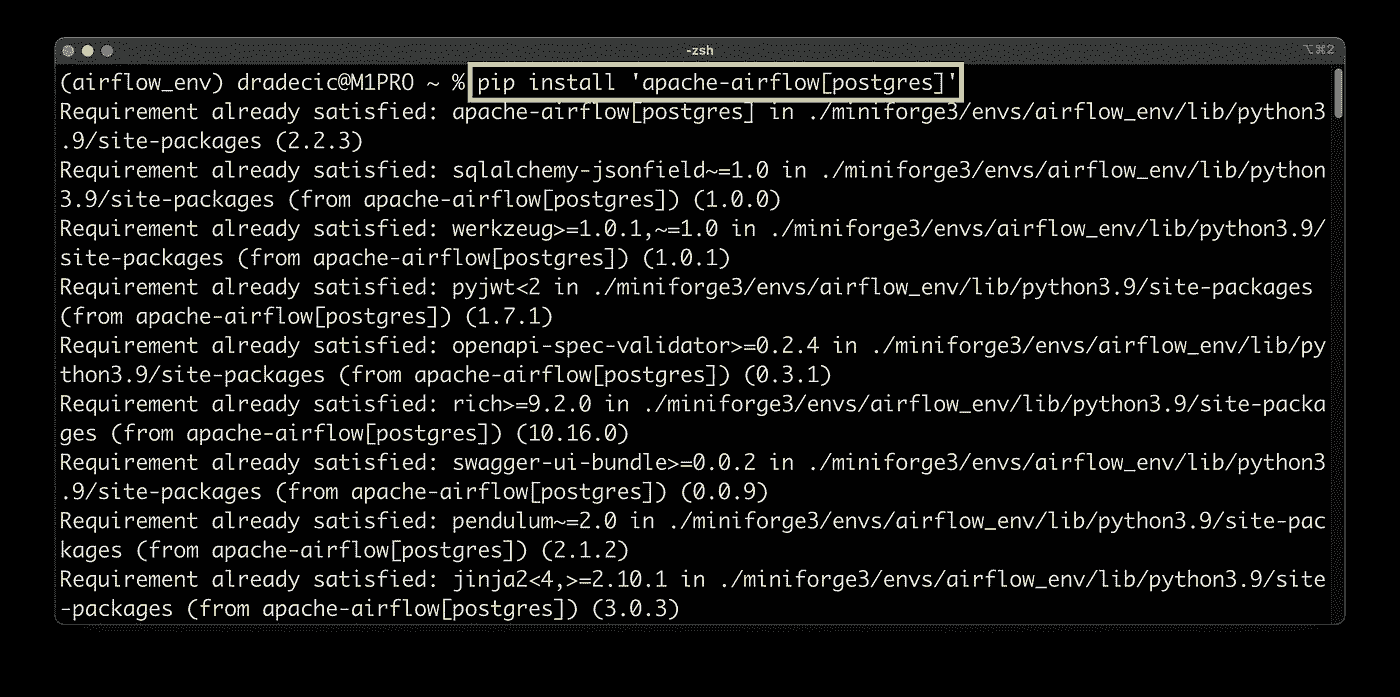 -zsh
⌥⌘2
(airflow_env) dradecic@M1PRO ~ % pip install 'apache-airflow[postgres]'
Requirement already satisfied: apache-airflow[postgres] in ./miniforge3/envs/airflow_env/lib/python3
.9/site-packages (2.2.3)
Requirement already satisfied: sqlalchemy-jsonfield~=1.0 in ./miniforge3/envs/airflow_env/lib/python
3.9/site-packages (from apache-airflow[postgres]) (1.0.0)
Requirement already satisfied: werkzeug>=1.0.1,~=1.0 in ./miniforge3/envs/airflow_env/lib/python3.9/
site-packages (from apache-airflow[postgres]) (1.0.1)
Requirement already satisfied: pyjwt<2 in ./miniforge3/envs/airflow_env/lib/python3.9/site-packages
(from apache-airflow[postgres]) (1.7.1)
Requirement already satisfied: openapi-spec-validator>=0.2.4 in ./miniforge3/envs/airflow_env/lib/py
thon3.9/site-packages (from apache-airflow[postgres]) (0.3.1)
Requirement already satisfied: rich>=9.2.0 in ./miniforge3/envs/airflow_env/lib/python3.9/site-packa
ges (from apache-airflow[postgres]) (10.16.0)
Requirement already satisfied: swagger-ui-bundle>=0.0.2 in ./miniforge3/envs/airflow_env/lib/python3
.9/site-packages (from apache-airflow[postgres]) (0.0.9)
Requirement already satisfied: pendulum~=2.0 in ./miniforge3/envs/airflow_env/lib/python3.9/site-pac
kages (from apache-airflow[postgres]) (2.1.2)
Requirement already satisfied: jinja2<4,>=2.10.1 in ./miniforge3/envs/airflow_env/lib/python3.9/site
-packages (from apache-airflow[postgres]) (3.0.3)